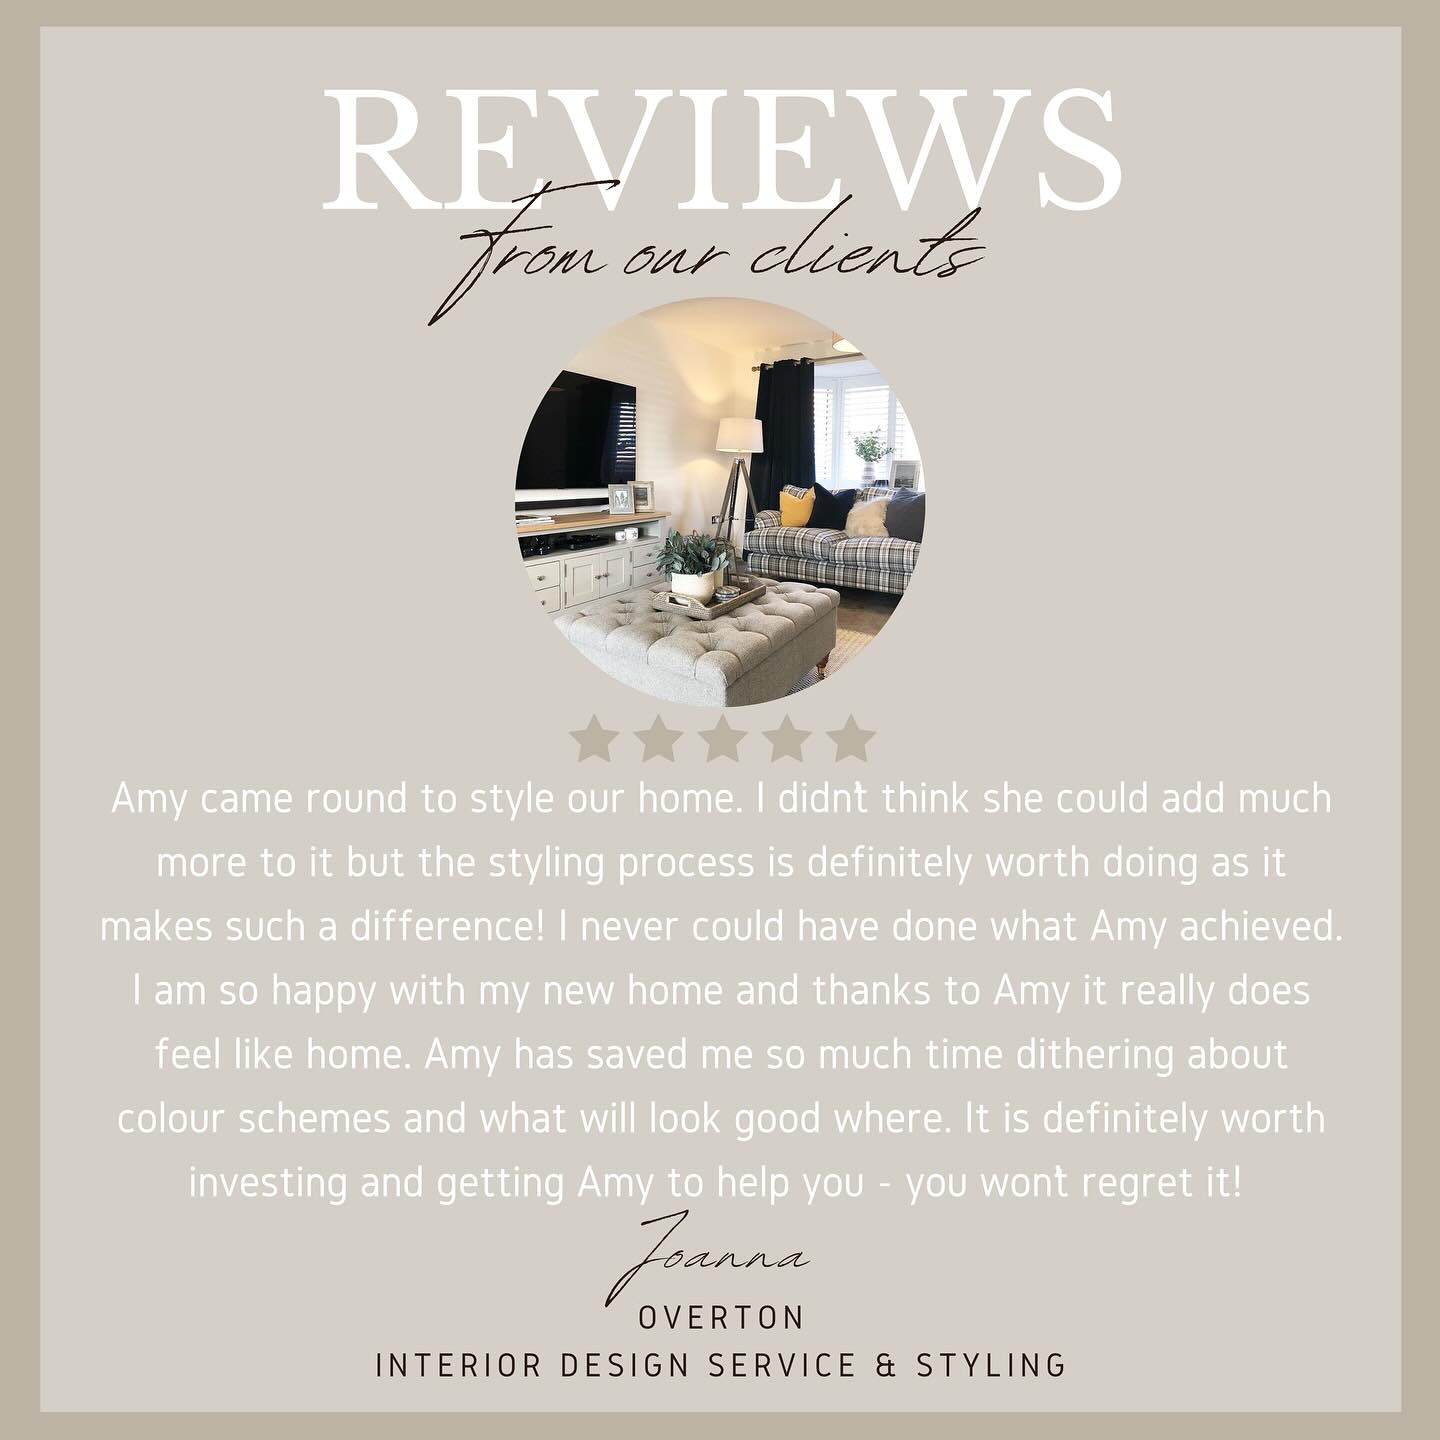 REVIEWS
From our clients
Amy came round to style our home. I didn't think she could add much
more to it but the styling process is definitely worth doing as it
makes such a difference! I never could have done what Amy achieved.
I am so happy with my new home and thanks to Amy it really does
feel like home. Amy has saved me so much time dithering about
colour schemes and what will look good where. It is definitely worth
investing and getting Amy to help you - you won't regret it!
Joanna
OVERTON
INTERIOR DESIGN SERVICE & STYLING